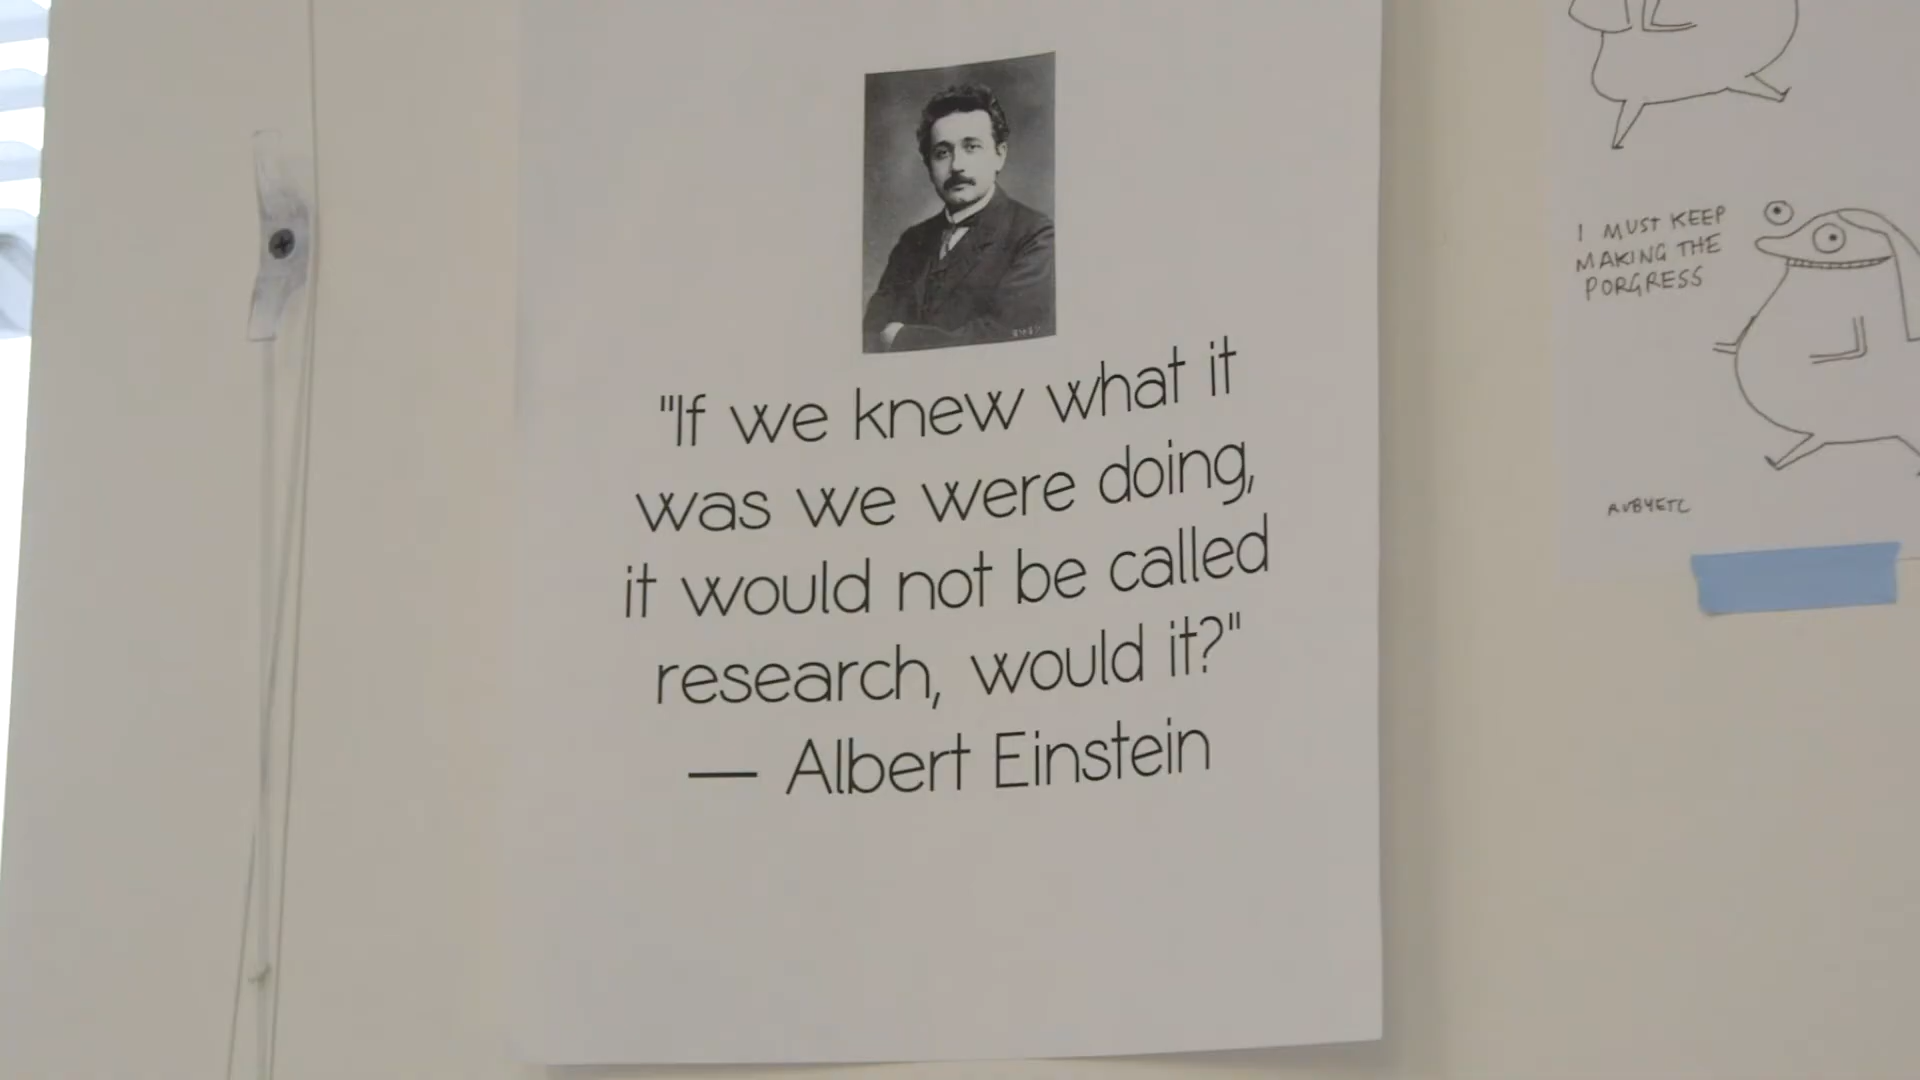 "If we knew what it
was we were doing,
it would not be called
research, would it?"
— Albert Einstein
I MUST KEEP
MAKING THE
PORGRESS
RUBYETC